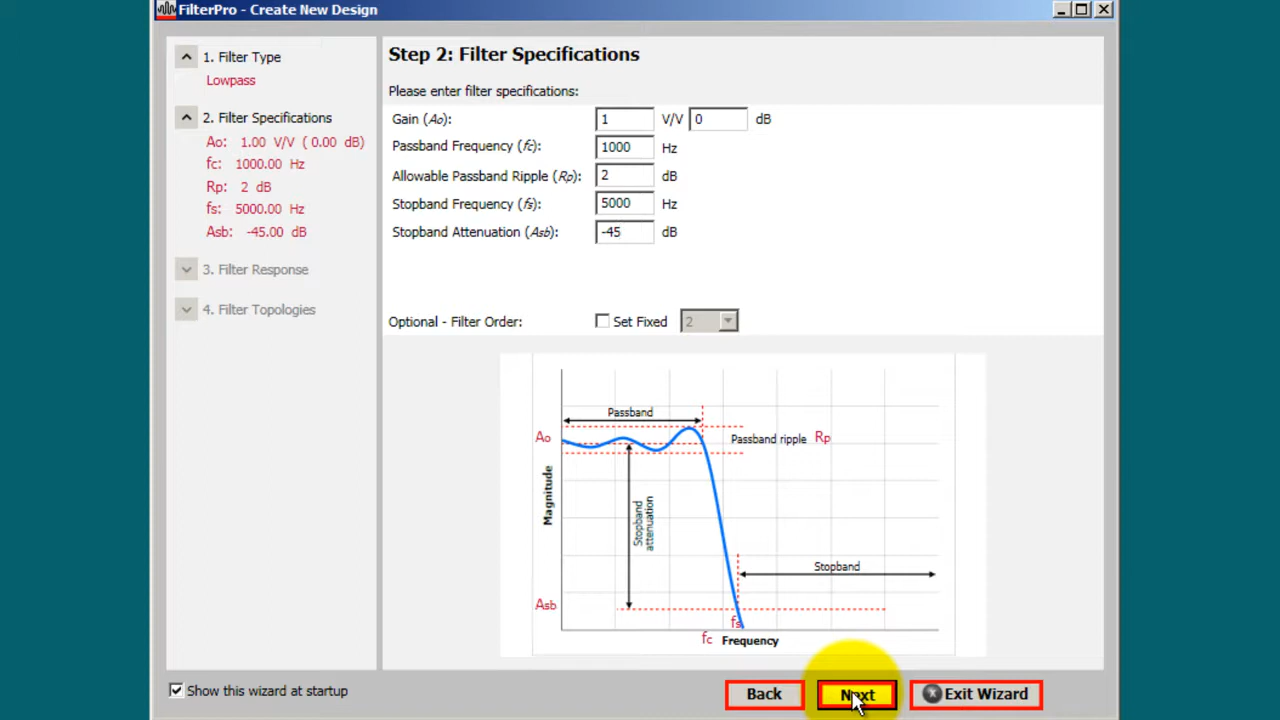 FilterPro - Create New Design
1. Filter Type
Lowpass
2. Filter Specifications
Ao: 1.00 V/V ( 0.00 dB)
fc: 1000.00 Hz
Rp: 2 dB
fs: 5000.00 Hz
Asb: -45.00 dB
3. Filter Response
4. Filter Topologies
Step 2: Filter Specifications
Please enter filter specifications:
Gain (Ao): 1 V/V 0 dB
Passband Frequency (fc): 1000 Hz
Allowable Passband Ripple (Rp): 2 dB
Stopband Frequency (fs): 5000 Hz
Stopband Attenuation (Asb): -45 dB
Optional - Filter Order: Set Fixed 2
Passband
Ao
Passband ripple Rp
Magnitude
Stopband
attenuation
Stopband
Asb
fs
fc Frequency
Show this wizard at startup
Back Next Exit Wizard